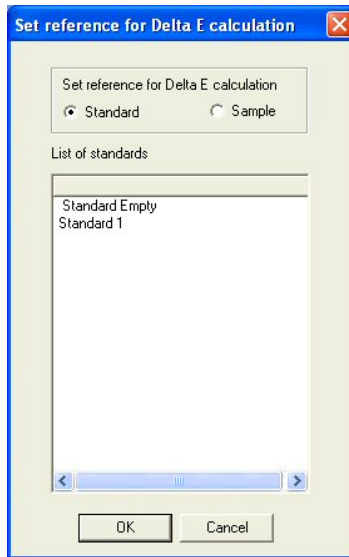 Set reference for Delta E calculation
Set reference for Delta E calculation
Standard Sample
List of standards
Standard Empty
Standard 1
OK Cancel